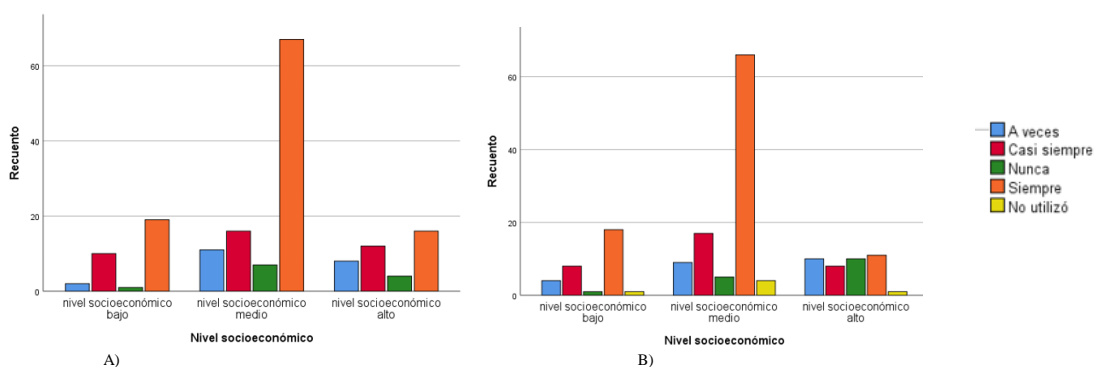 Recuento
60
40
20
0
nivel socioeconómico bajo
nivel socioeconómico medio
nivel socioeconómico alto
Nivel socioeconómico
A)
Recuento
60
40
20
0
nivel socioeconómico bajo
nivel socioeconómico medio
nivel socioeconómico alto
Nivel socioeconómico
B)
A veces
Casi siempre
Nunca
Siempre
No utilizó